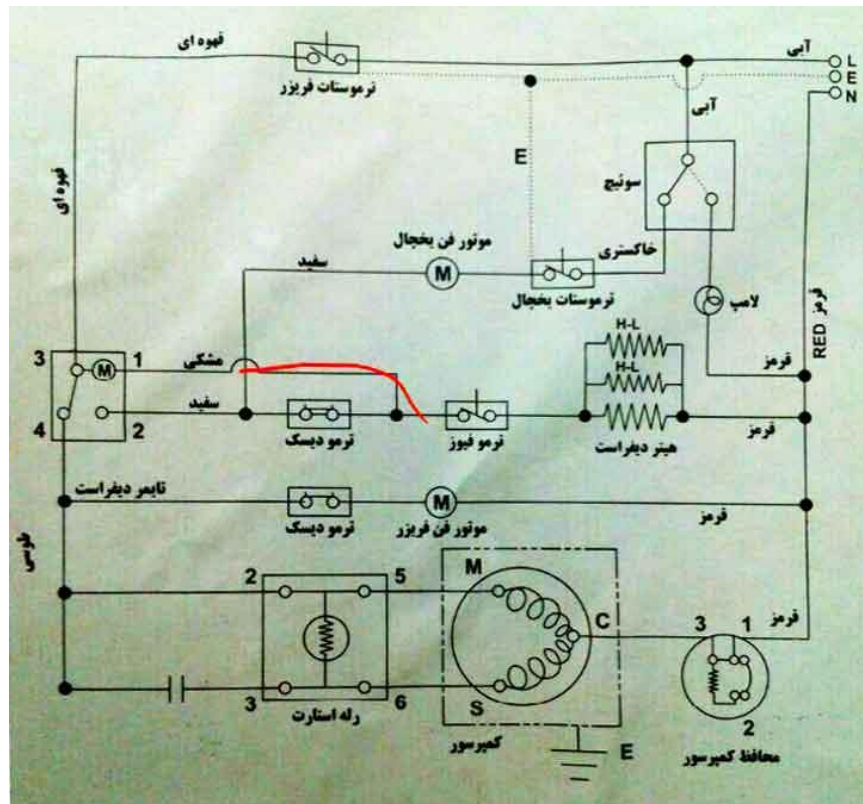 قهوه ای
آبی
L
E
N
ترموستات فریزر
آبی
E
سوئیچ
قهوه ای
موتور فن یخچال
خاکستری
سفید
M
ترموستات یخچال
لامپ
قرمز RED
H-L
3
1
مشکی
M
H-L
قرمز
4
2
سفید
ترمو دیسک
ترمو فیوز
هیتر دیفراست
قرمز
تایمر دیفراست
ترمو دیسک
M
موتور فن فریزر
قرمز
طوسی
2
5
M
C
3
1
قرمز
3
6
S
2
رله استارت
کمپرسور
E
محافظ کمپرسور